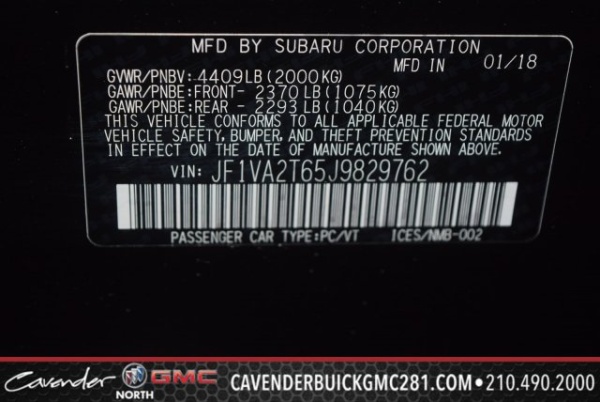 MFD BY SUBARU CORPORATION
MFD IN 01/18
GVWR/PNBV: 4409LB(2000KG)
GAWR/PNBE:FRONT- 2370LB(1075KG)
GAWR/PNBE:REAR - 2293LB(1040KG)
THIS VEHICLE CONFORMS TO ALL APPLICABLE FEDERAL MOTOR
VEHICLE SAFETY, BUMPER, AND THEFT PREVENTION STANDARDS
IN EFFECT ON THE DATE OF MANUFACTURE SHOWN ABOVE.
VIN: JF1VA2T65J9829762
PASSENGER CAR TYPE:PC/VT ICES/NMB-002
Cavender GMC CAVENDERBUICKGMC281.COM • 210.490.2000
NORTH